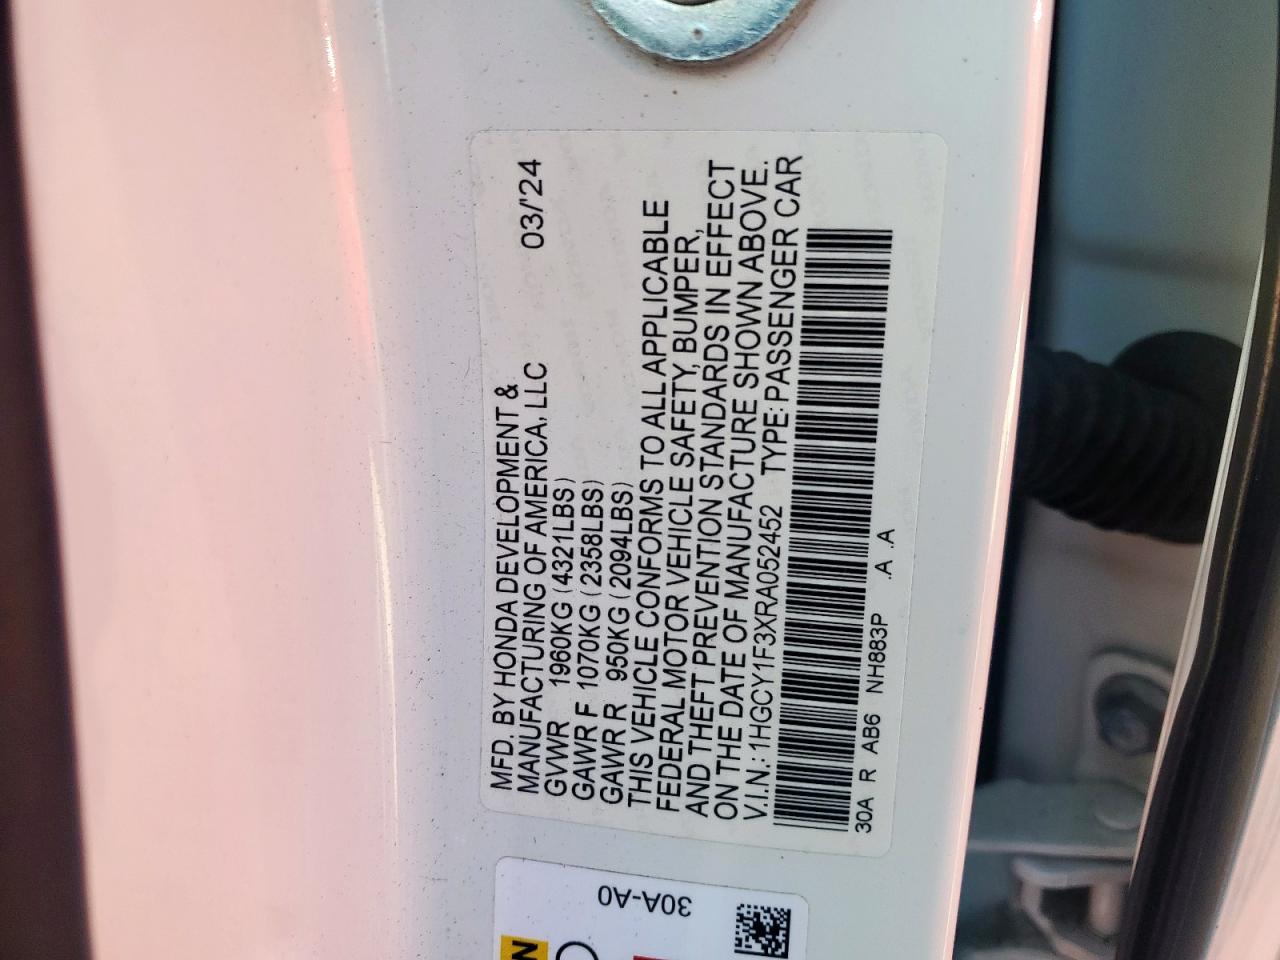 MFD. BY HONDA DEVELOPMENT &
MANUFACTURING OF AMERICA, LLC 03/'24
GVWR 1960KG (4321LBS)
GAWR F 1070KG (2358LBS)
GAWR R 950KG (2094LBS)
THIS VEHICLE CONFORMS TO ALL APPLICABLE
FEDERAL MOTOR VEHICLE SAFETY, BUMPER,
AND THEFT PREVENTION STANDARDS IN EFFECT
ON THE DATE OF MANUFACTURE SHOWN ABOVE.
V.I.N.: 1HGCY1F3XRA052452 TYPE: PASSENGER CAR
30A R AB6 NH883P .A .A
30A-A0